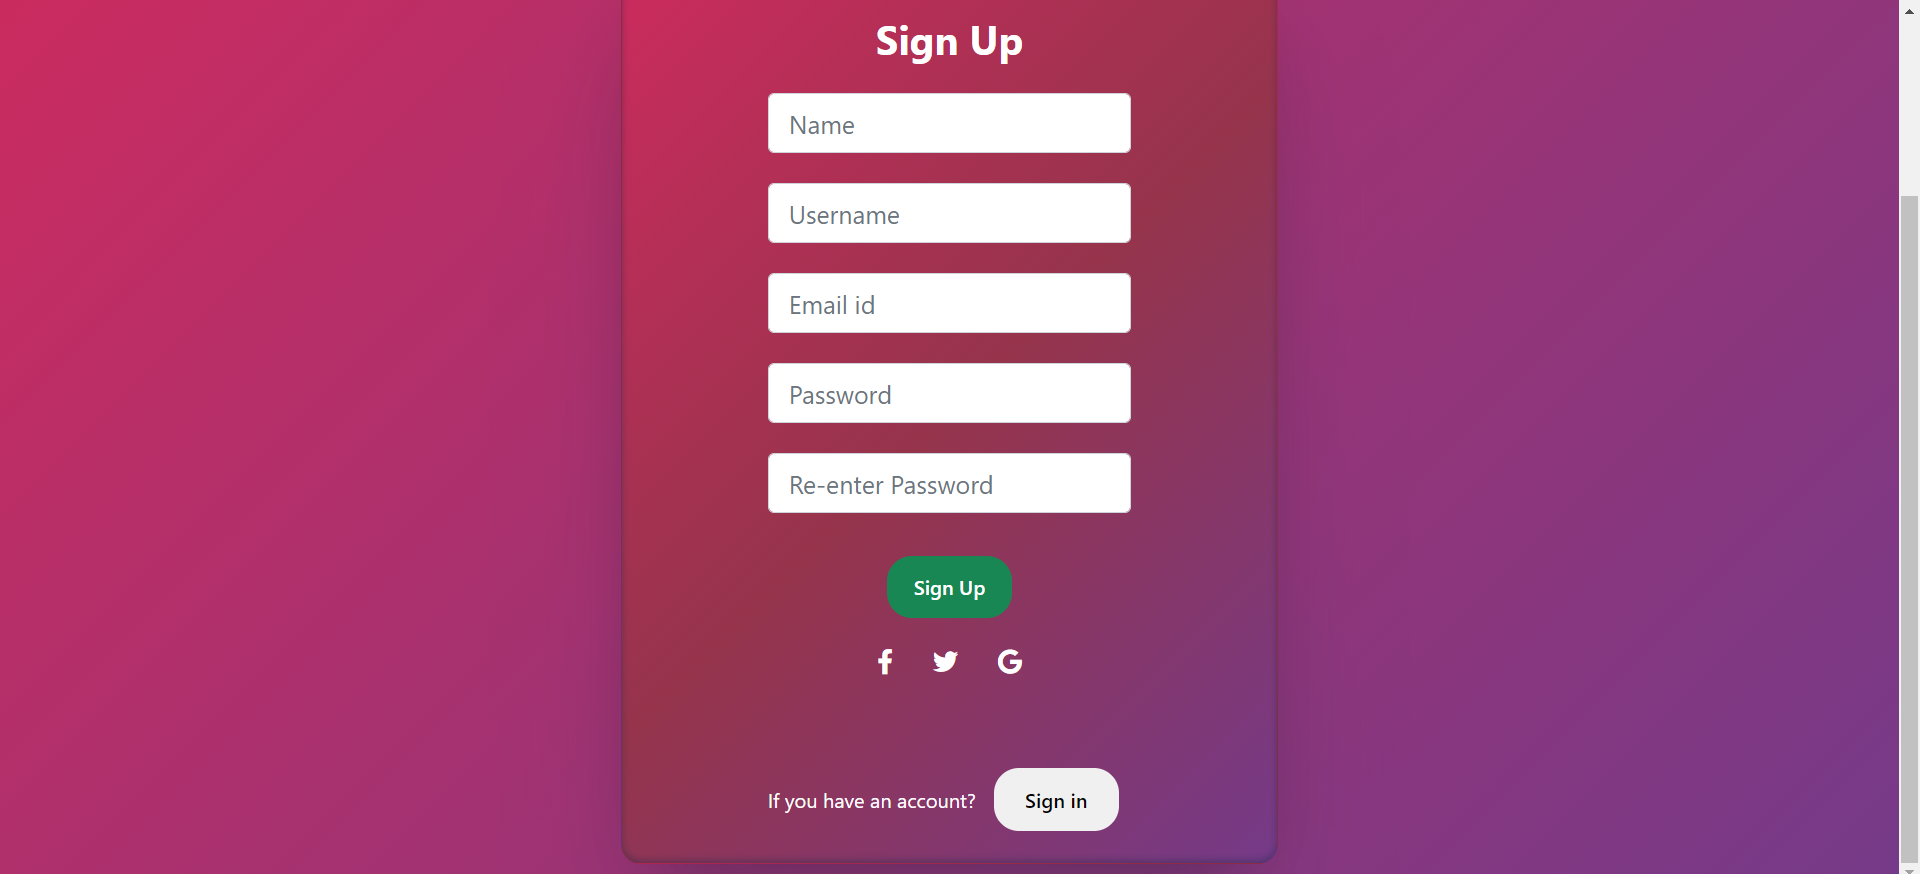 Sign Up
Name
Username
Email id
Password
Re-enter Password
Sign Up
If you have an account? Sign in